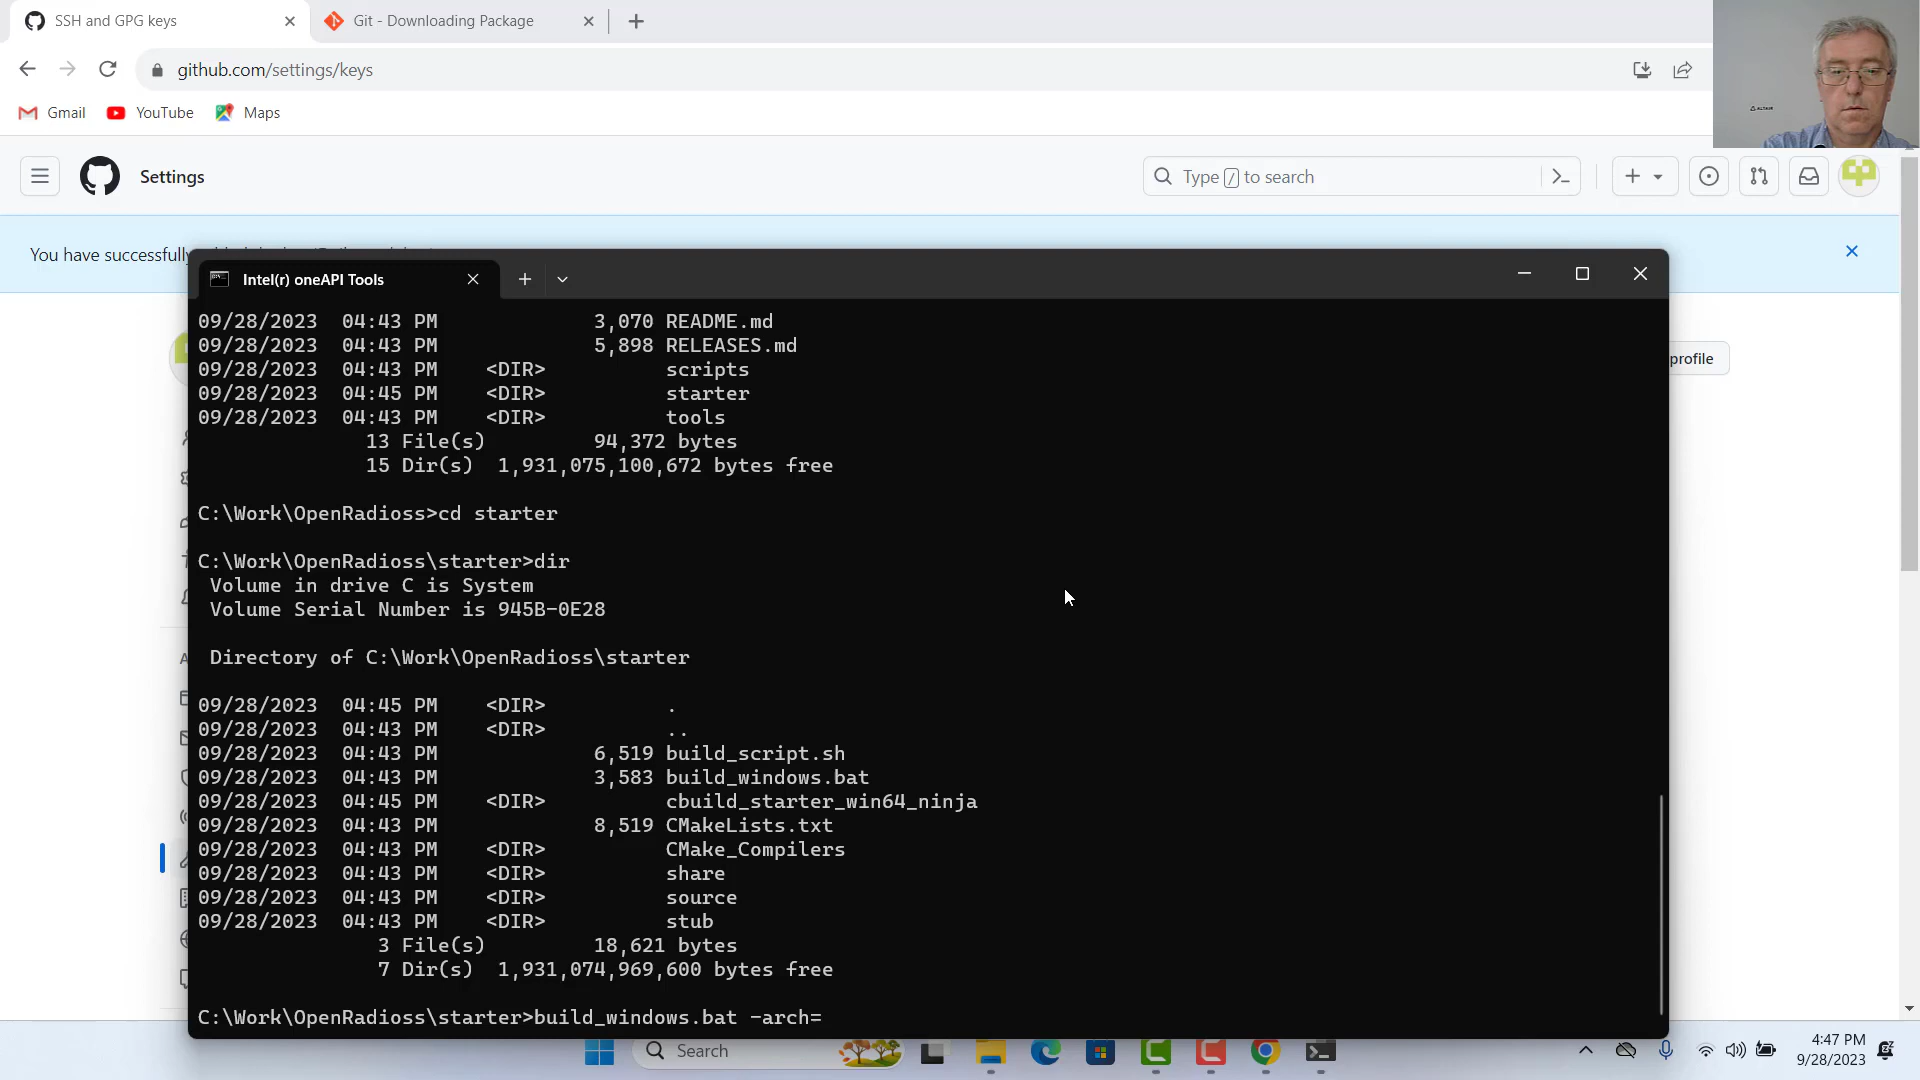 SSH and GPG keys
Git - Downloading Package
github.com/settings/keys
Gmail
YouTube
Maps
ALTAIR
Settings
Type / to search
You have successfully
Intel(r) oneAPI Tools
profile
09/28/2023  04:43 PM             3,070 README.md
09/28/2023  04:43 PM             5,898 RELEASES.md
09/28/2023  04:43 PM    <DIR>          scripts
09/28/2023  04:45 PM    <DIR>          starter
09/28/2023  04:43 PM    <DIR>          tools
13 File(s)         94,372 bytes
15 Dir(s)  1,931,075,100,672 bytes free
C:\Work\OpenRadioss>cd starter
C:\Work\OpenRadioss\starter>dir
Volume in drive C is System
Volume Serial Number is 945B-0E28
Directory of C:\Work\OpenRadioss\starter
09/28/2023  04:45 PM    <DIR>          .
09/28/2023  04:43 PM    <DIR>          ..
09/28/2023  04:43 PM             6,519 build_script.sh
09/28/2023  04:43 PM             3,583 build_windows.bat
09/28/2023  04:45 PM    <DIR>          cbuild_starter_win64_ninja
09/28/2023  04:43 PM             8,519 CMakeLists.txt
09/28/2023  04:43 PM    <DIR>          CMake_Compilers
09/28/2023  04:43 PM    <DIR>          share
09/28/2023  04:43 PM    <DIR>          source
09/28/2023  04:43 PM    <DIR>          stub
3 File(s)         18,621 bytes
7 Dir(s)  1,931,074,969,600 bytes free
C:\Work\OpenRadioss\starter>build_windows.bat -arch=
Search
4:47 PM
9/28/2023